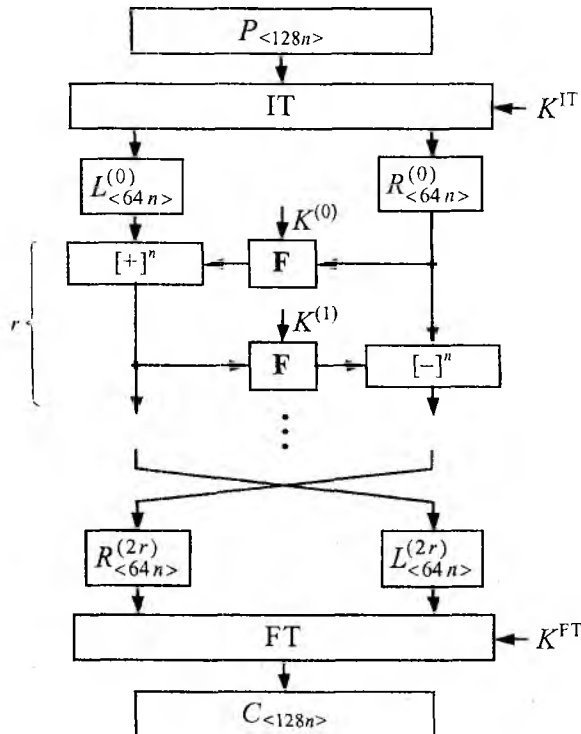 P<128n>
IT
K^IT
L^(0)<64n>
R^(0)<64n>
K^(0)
[+]^n
F
r
K^(1)
F
[−]^n
R^(2r)<64n>
L^(2r)<64n>
FT
K^FT
C<128n>